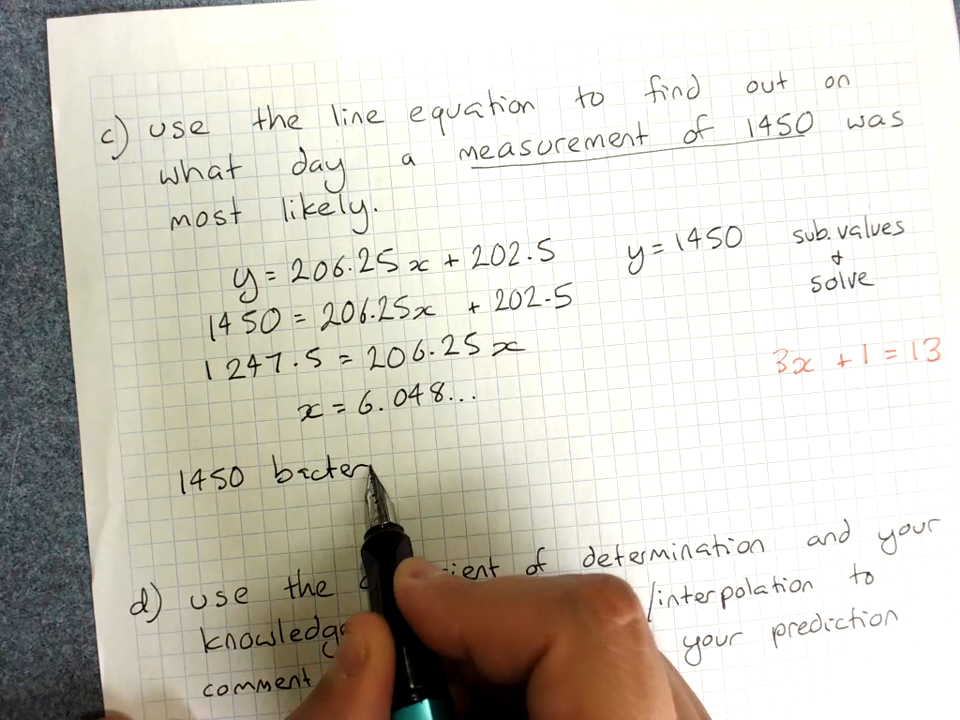 c) use the line equation to find out on
what day a measurement of 1450 was
most likely.
y = 206.25x + 202.5
y = 1450
sub. values
&
solve
1450 = 206.25x + 202.5
1247.5 = 206.25x
3x + 1 = 13
x = 6.048...
1450 bacter
d) use the of determination and your
knowledge /interpolation to
comment your prediction